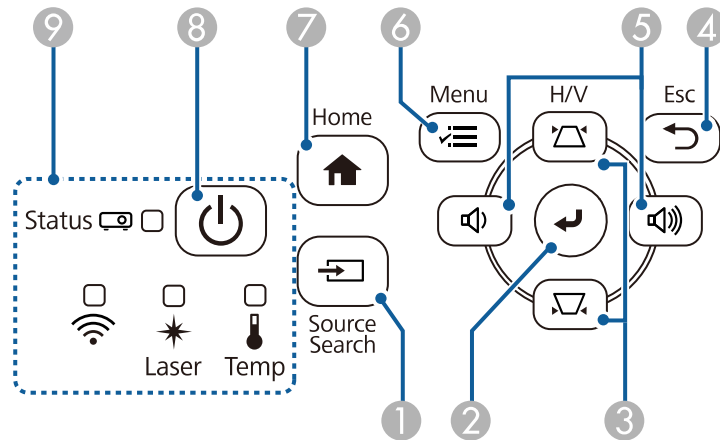 9 8 7 6 5 4
Menu H/V Esc
Home
Status
Source
Search
Laser Temp
1 2 3